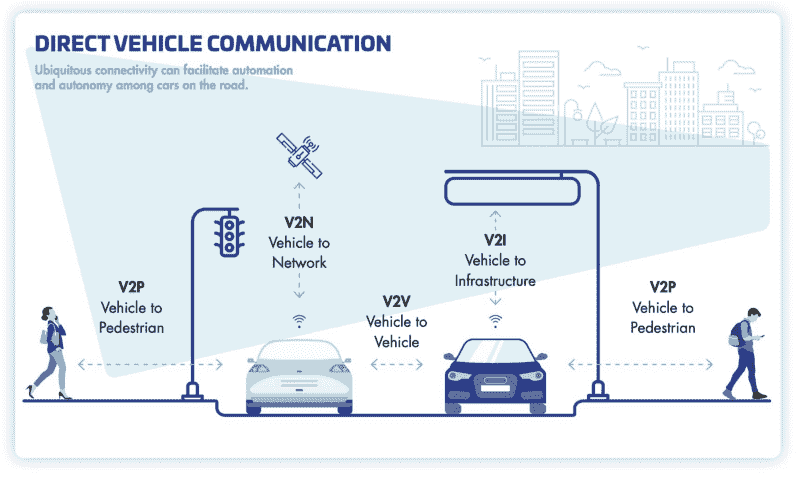 DIRECT VEHICLE COMMUNICATION
Ubiquitous connectivity can facilitate automation
and autonomy among cars on the road.
V2N
Vehicle to
Network
V2I
Vehicle to
Infrastructure
V2P
Vehicle to
Pedestrian
V2V
Vehicle to
Vehicle
V2P
Vehicle to
Pedestrian